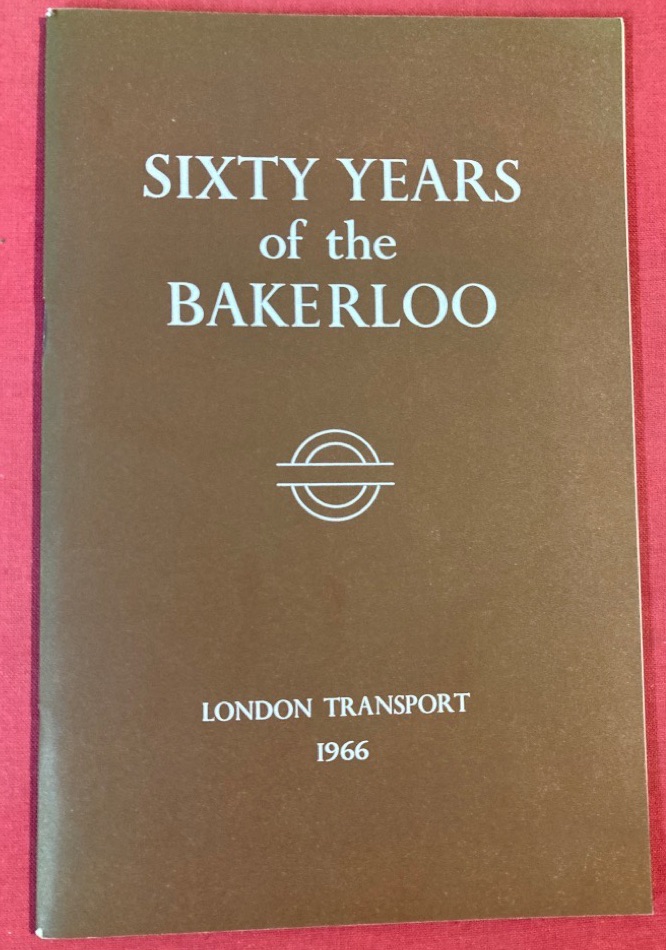 SIXTY YEARS
of the
BAKERLOO
LONDON TRANSPORT
1966